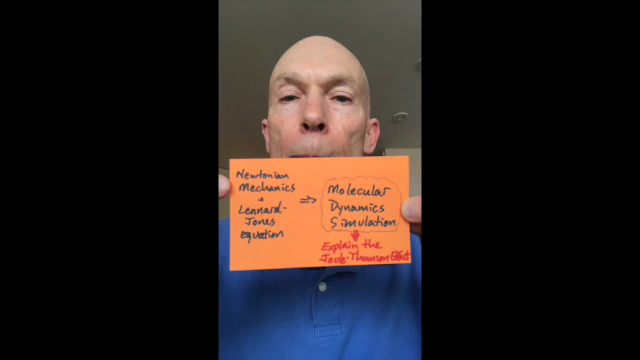 Newtonian
Mechanics
+
Lennard-
Jones
Equation
⇒
Molecular
Dynamics
Simulation
⇓
Explain the
Joule-Thomson Effect